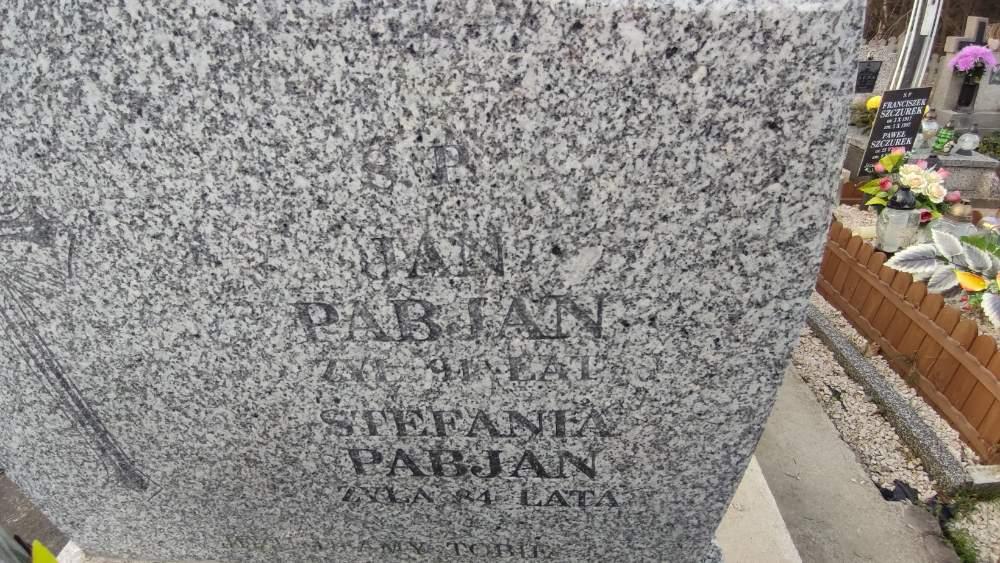 Ś.P.
JAN
PABJAN
ŻYŁ 91 LAT
STEFANIA
PABJAN
ŻYŁA 84 LATA
TOBIE
Ś.P.
FRANCISZEK
SZCZUREK
PAWEŁ
SZCZUREK